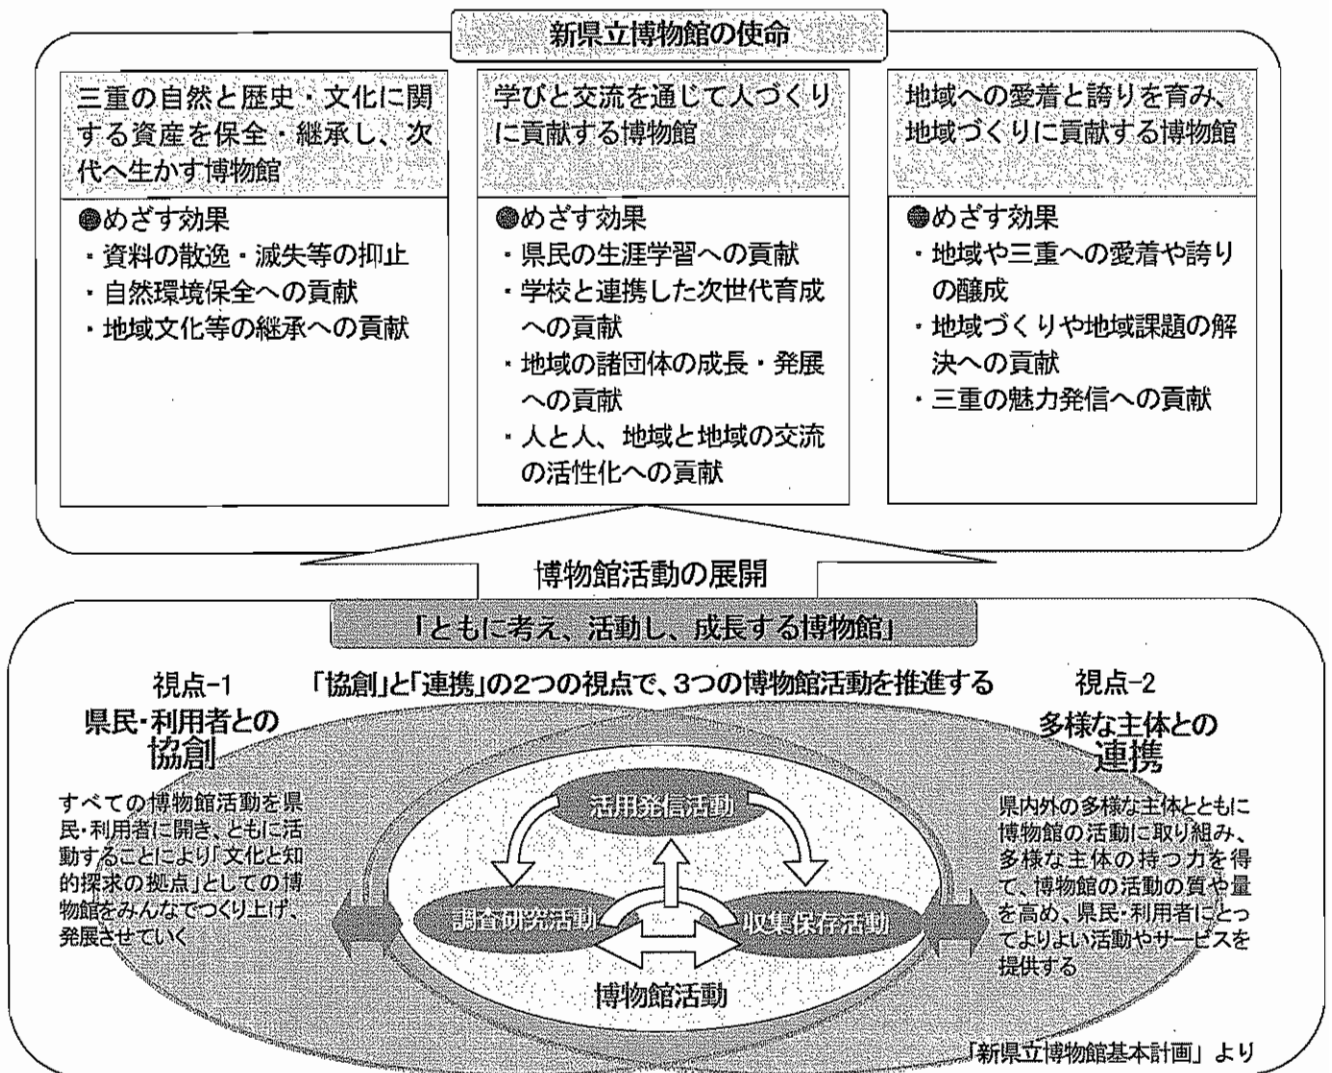 新県立博物館の使命
三重の自然と歴史・文化に関
する資産を保全・継承し、次
代へ生かす博物館
●めざす効果
・資料の散逸・滅失等の抑止
・自然環境保全への貢献
・地域文化等の継承への貢献
学びと交流を通じて人づくり
に貢献する博物館
●めざす効果
・県民の生涯学習への貢献
・学校と連携した次世代育成
への貢献
・地域の諸団体の成長・発展
への貢献
・人と人、地域と地域の交流
の活性化への貢献
地域への愛着と誇りを育み、
地域づくりに貢献する博物館
●めざす効果
・地域や三重への愛着や誇り
の醸成
・地域づくりや地域課題の解
決への貢献
・三重の魅力発信への貢献
博物館活動の展開
「ともに考え、活動し、成長する博物館」
「協創」と「連携」の2つの視点で、3つの博物館活動を推進する
視点-1
県民・利用者との
協創
すべての博物館活動を県
民・利用者に開き、ともに活
動することにより「文化と知
的探求の拠点」としての博
物館をみんなでつくり上げ、
発展させていく
活用発信活動
調査研究活動
収集保存活動
博物館活動
視点-2
多様な主体との
連携
県内外の多様な主体とともに
博物館の活動に取り組み、
多様な主体の持つ力を得
て、博物館の活動の質や量
を高め、県民・利用者にとっ
てよりよい活動やサービスを
提供する
「新県立博物館基本計画」より